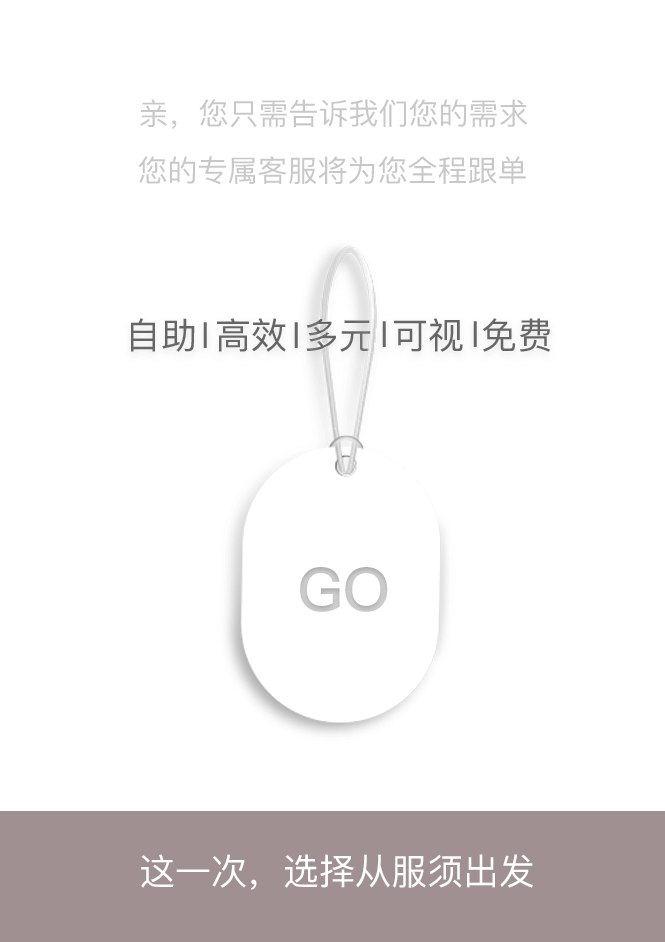 亲，您只需告诉我们您的需求
您的专属客服将为您全程跟单
自助I高效I多元I可视I免费
GO
这一次，选择从服须出发